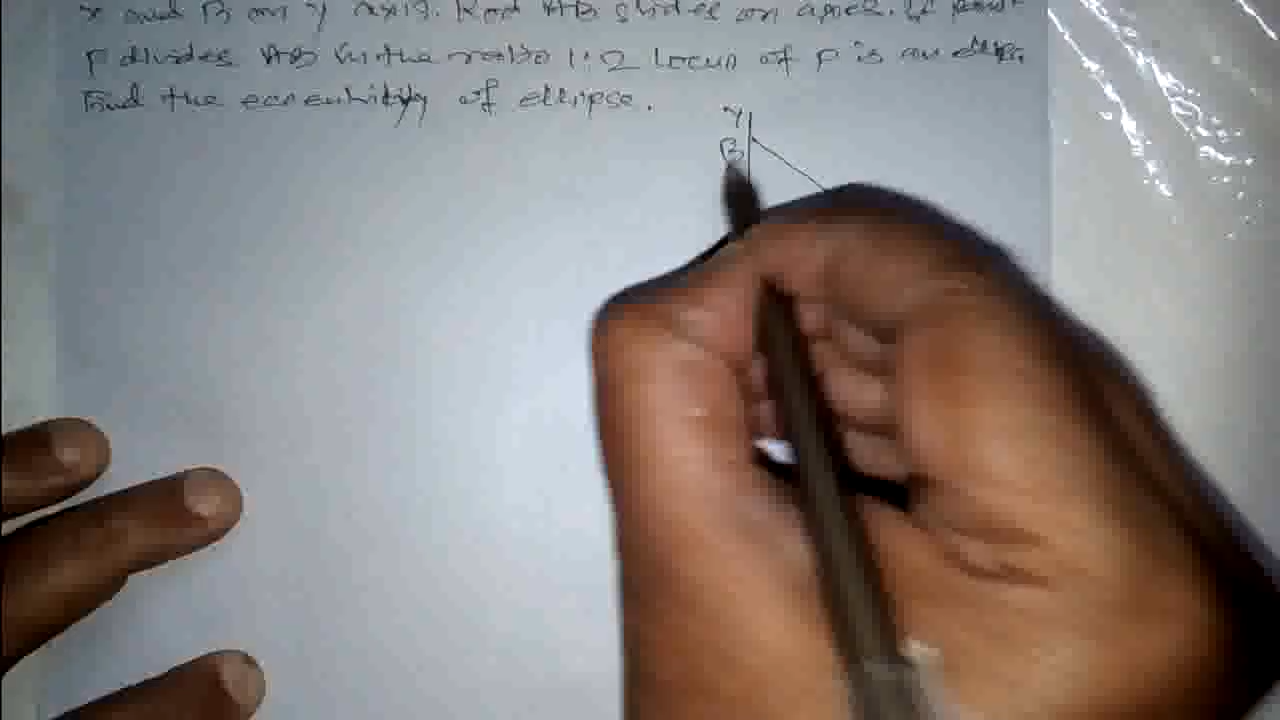 x and B on y axis. Rod AB slides on axes. If point
P divides AB in the ratio 1:2 locus of P is an ellipse.
Find the eccentricity of ellipse.
Y
B